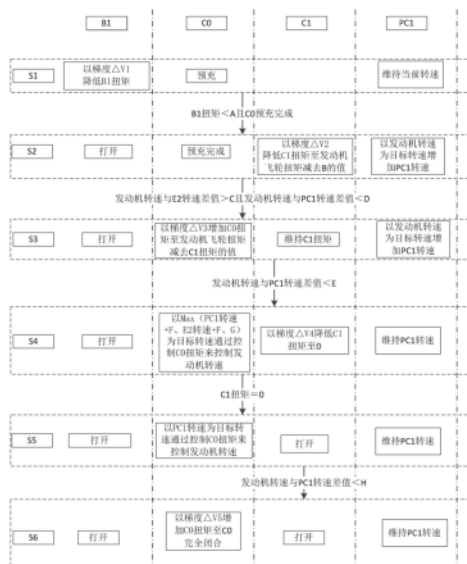 B1
C0
C1
PC1
S1
以梯度△V1
降低B1扭矩
预充
维持当前转速
B1扭矩＜A且C0预充完成
S2
打开
预充完成
以梯度△V2
降低C1扭矩至发动机
飞轮扭矩减去B的值
以发动机转速
为目标转速增
加PC1转速
发动机转速与E2转速差值＞C且发动机转速与PC1转速差值＜D
S3
打开
以梯度△V3增加C0扭
矩至发动机飞轮扭矩
减去C1扭矩的值
维持C1扭矩
以发动机转速
为目标转速增
加PC1转速
发动机转速与PC1转速差值＜E
S4
打开
以Max（PC1转速
+F、E2转速+F、G）
为目标转速通过控
制C0扭矩来控制发
动机转速
以梯度△V4降低C1
扭矩至0
维持PC1转速
C1扭矩＝0
S5
打开
以PC1转速为目标转
速通过控制C0扭矩来
控制发动机转速
打开
维持PC1转速
发动机转速与PC1转速差值＜H
S6
打开
以梯度△V5增
加C0扭矩至C0
完全闭合
打开
维持PC1转速